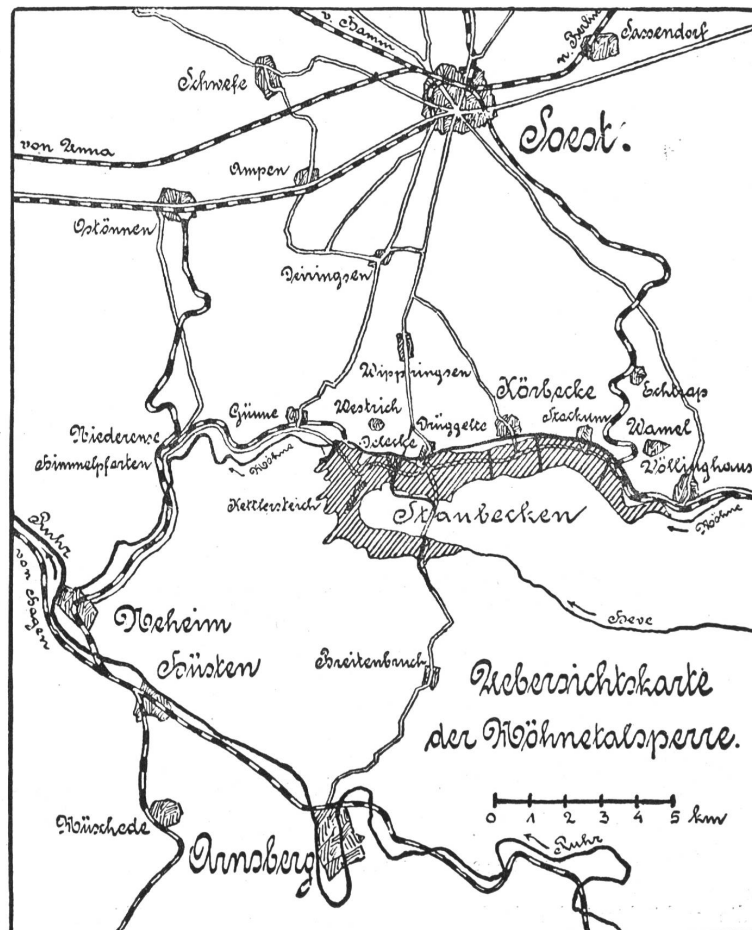 v. Hamm
n. Berlin
Sassendorf
Schwefe
Soest.
von Unna
Ampen
Ostönnen
Deiringsen
Wippringsen
Körbecke
Echtrop
Günne
Westrich
Drüggelte
Stockum
Wamel
Niederense
Himmelpforten
Delecke
Völlinghaus
Möhne
Kettlersteich
Staubecken
Möhne
Ruhr
von Hagen
Neheim
Heve
Hüsten
Breitenbruch
Uebersichtskarte
der Möhnetalsperre.
0 1 2 3 4 5 km
Müschede
Arnsberg
Ruhr